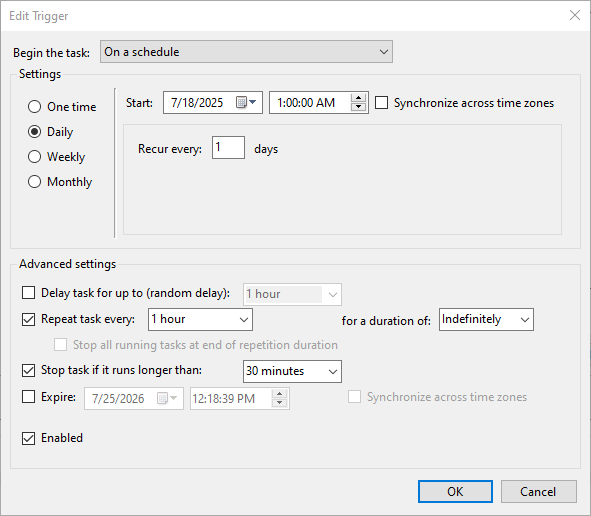 Edit Trigger
Begin the task: On a schedule
Settings
One time
Daily
Weekly
Monthly
Start: 7/18/2025 1:00:00 AM Synchronize across time zones
Recur every: 1 days
Advanced settings
Delay task for up to (random delay): 1 hour
Repeat task every: 1 hour for a duration of: Indefinitely
Stop all running tasks at end of repetition duration
Stop task if it runs longer than: 30 minutes
Expire: 7/25/2026 12:18:39 PM Synchronize across time zones
Enabled
OK Cancel